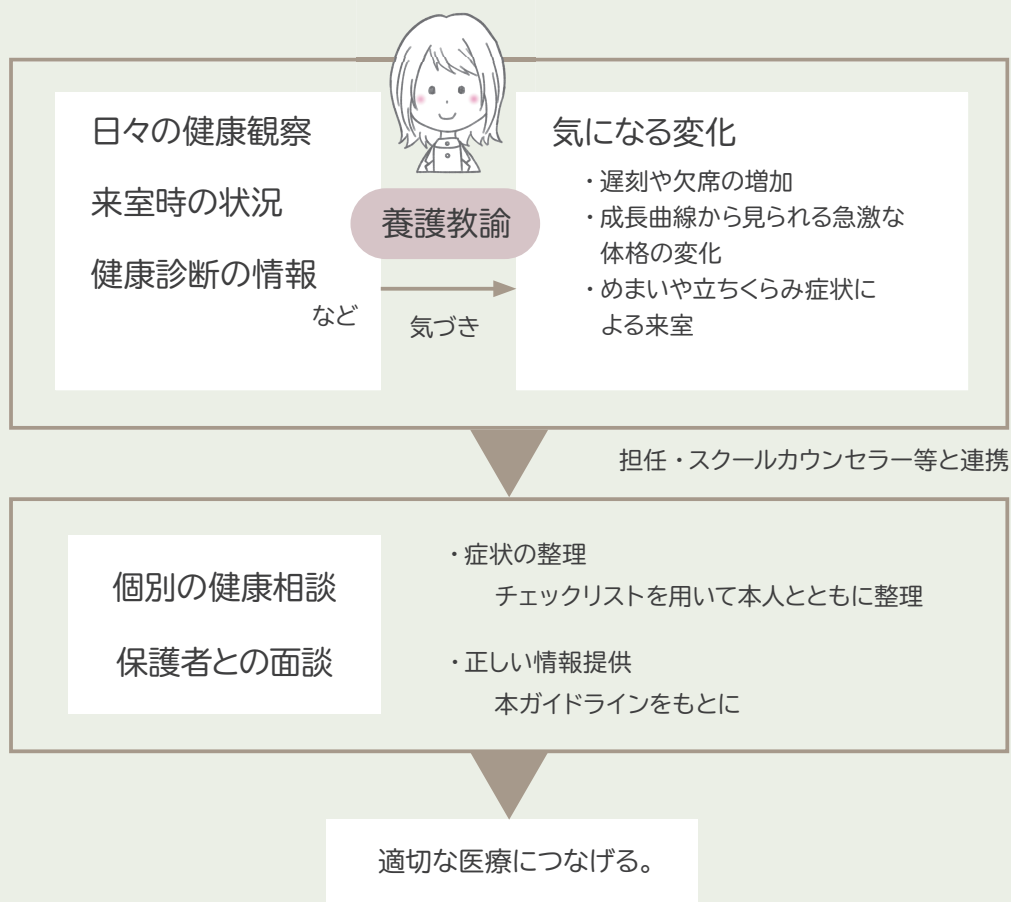 日々の健康観察
来室時の状況
健康診断の情報
など
養護教諭
気づき
気になる変化
・遅刻や欠席の増加
・成長曲線から見られる急激な
体格の変化
・めまいや立ちくらみ症状に
よる来室
担任・スクールカウンセラー等と連携
個別の健康相談
保護者との面談
・症状の整理
チェックリストを用いて本人とともに整理
・正しい情報提供
本ガイドラインをもとに
適切な医療につなげる。